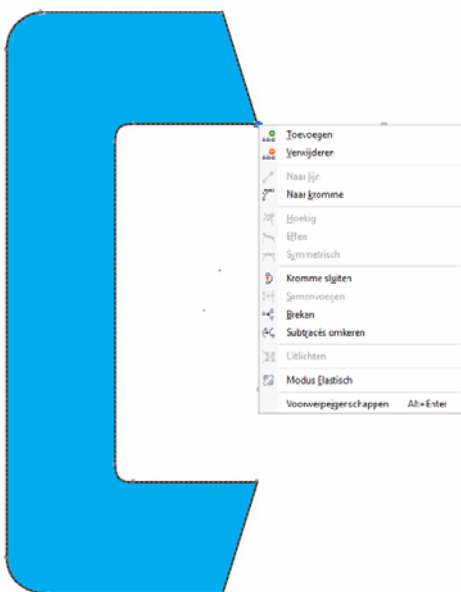 Toevoegen
Verwijderen
Naar lijn
Naar kromme
Hoekig
Effen
Symmetrisch
Kromme sluiten
Samenvoegen
Breken
Subtracés omkeren
Uitlichten
Modus Elastisch
Voorwerpeigenschappen Alt+Enter